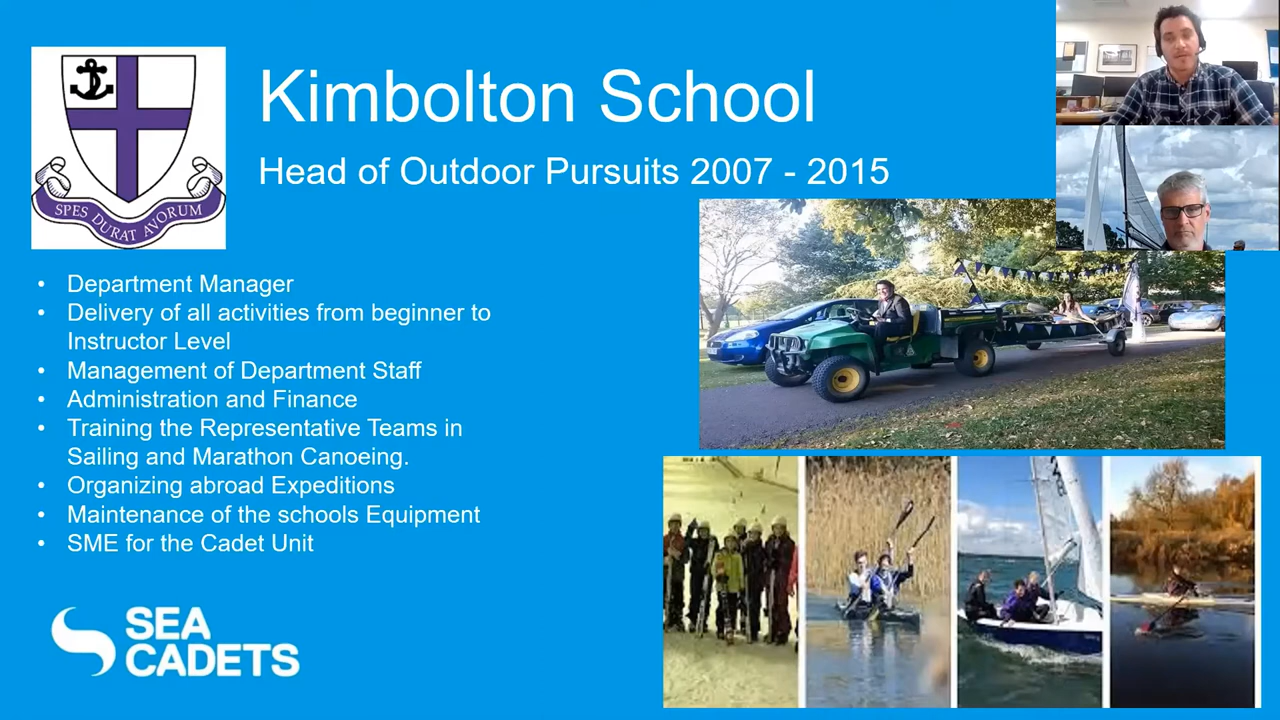 Kimbolton School
Head of Outdoor Pursuits 2007 - 2015
SPES DURAT AVORUM
• Department Manager
• Delivery of all activities from beginner to
Instructor Level
• Management of Department Staff
• Administration and Finance
• Training the Representative Teams in
Sailing and Marathon Canoeing.
• Organizing abroad Expeditions
• Maintenance of the schools Equipment
• SME for the Cadet Unit
SEA
CADETS